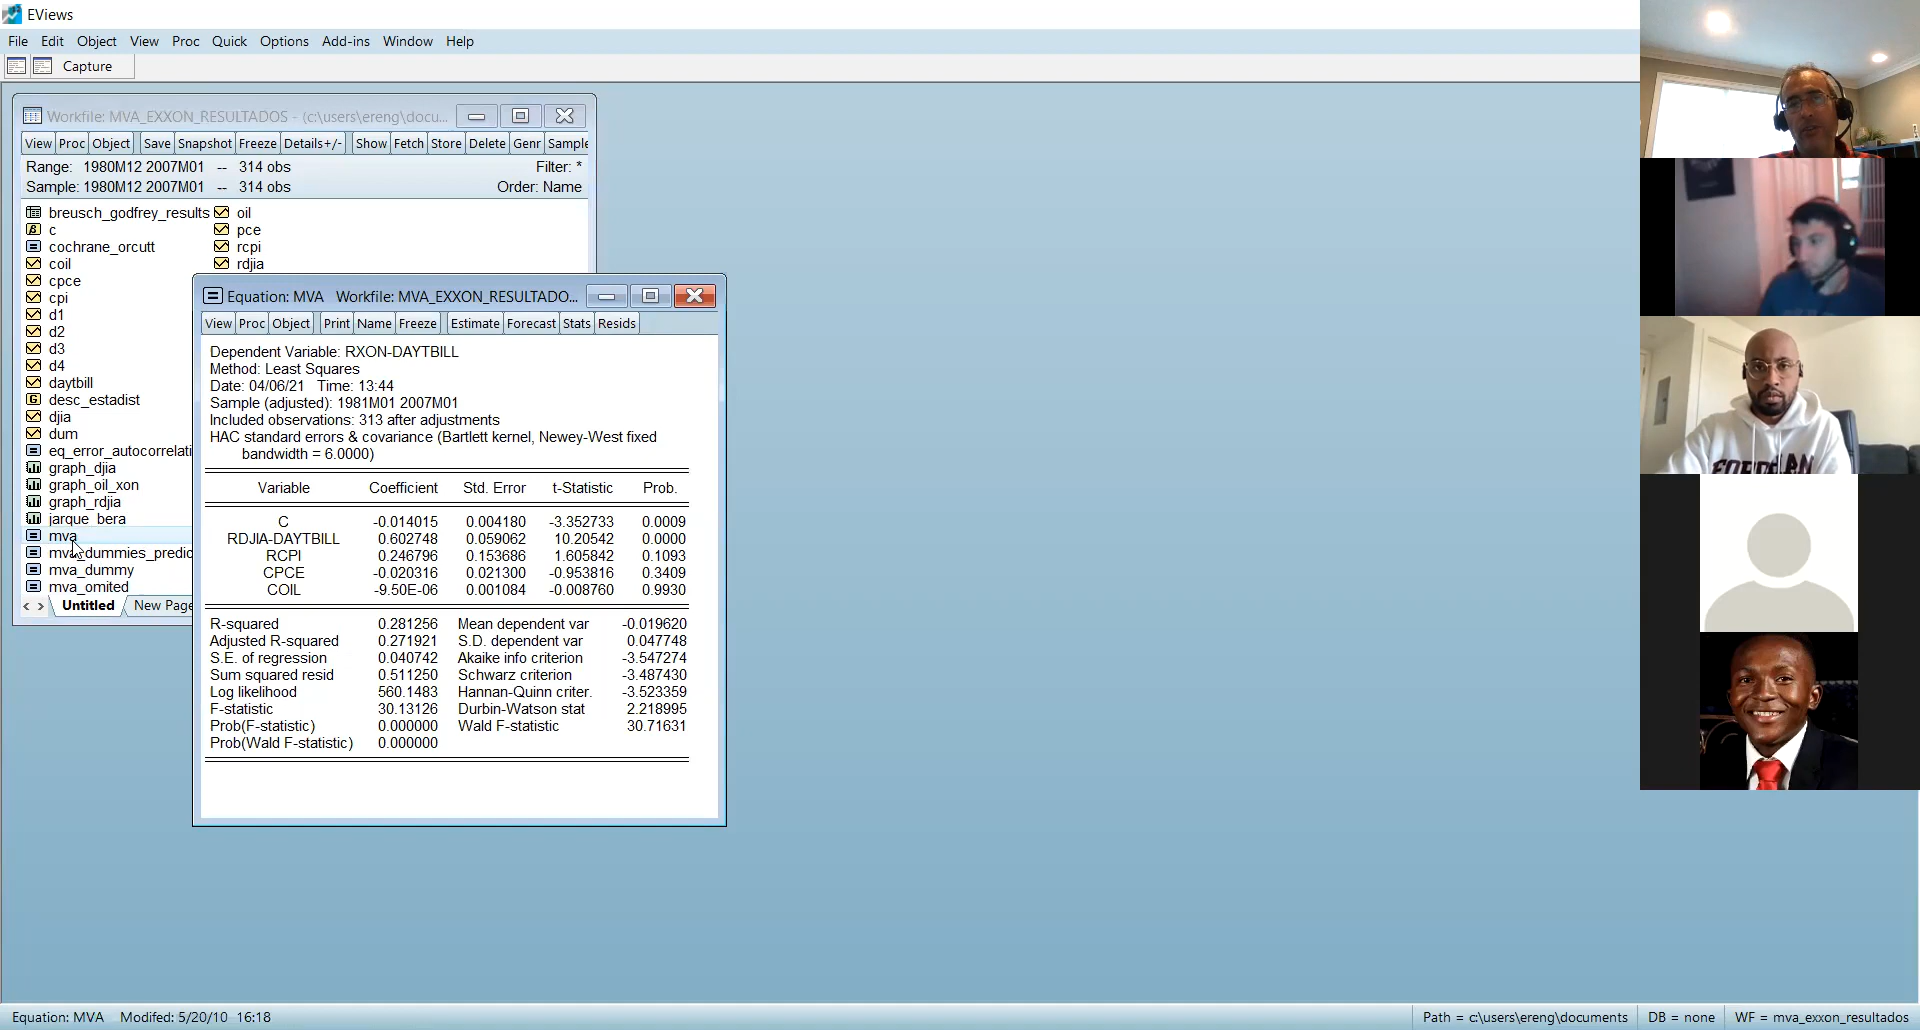 EViews
File Edit Object View Proc Quick Options Add-ins Window Help
Capture
Workfile: MVA_EXXON_RESULTADOS - (c:\users\ereng\docu...
View Proc Object Save Snapshot Freeze Details+/- Show Fetch Store Delete Genr Sample
Range: 1980M12 2007M01 -- 314 obs Filter: *
Sample: 1980M12 2007M01 -- 314 obs Order: Name
breusch_godfrey_results oil
c pce
cochrane_orcutt rcpi
coil rdjia
cpce
cpi
d1
d2
d3
d4
daytbill
desc_estadist
djia
dum
eq_error_autocorrelati
graph_djia
graph_oil_xon
graph_rdjia
jarque_bera
mva
mva_dummies_predic
mva_dummy
mva_omited
Untitled New Page
Equation: MVA Workfile: MVA_EXXON_RESULTADO...
View Proc Object Print Name Freeze Estimate Forecast Stats Resids
Dependent Variable: RXON-DAYTBILL
Method: Least Squares
Date: 04/06/21 Time: 13:44
Sample (adjusted): 1981M01 2007M01
Included observations: 313 after adjustments
HAC standard errors & covariance (Bartlett kernel, Newey-West fixed
bandwidth = 6.0000)
Variable Coefficient Std. Error t-Statistic Prob.
C -0.014015 0.004180 -3.352733 0.0009
RDJIA-DAYTBILL 0.602748 0.059062 10.20542 0.0000
RCPI 0.246796 0.153686 1.605842 0.1093
CPCE -0.020316 0.021300 -0.953816 0.3409
COIL -9.50E-06 0.001084 -0.008760 0.9930
R-squared 0.281256 Mean dependent var -0.019620
Adjusted R-squared 0.271921 S.D. dependent var 0.047748
S.E. of regression 0.040742 Akaike info criterion -3.547274
Sum squared resid 0.511250 Schwarz criterion -3.487430
Log likelihood 560.1483 Hannan-Quinn criter. -3.523359
F-statistic 30.13126 Durbin-Watson stat 2.218995
Prob(F-statistic) 0.000000 Wald F-statistic 30.71631
Prob(Wald F-statistic) 0.000000
FORDHAM
Equation: MVA Modifed: 5/20/10 16:18 Path = c:\users\ereng\documents DB = none WF = mva_exxon_resultados